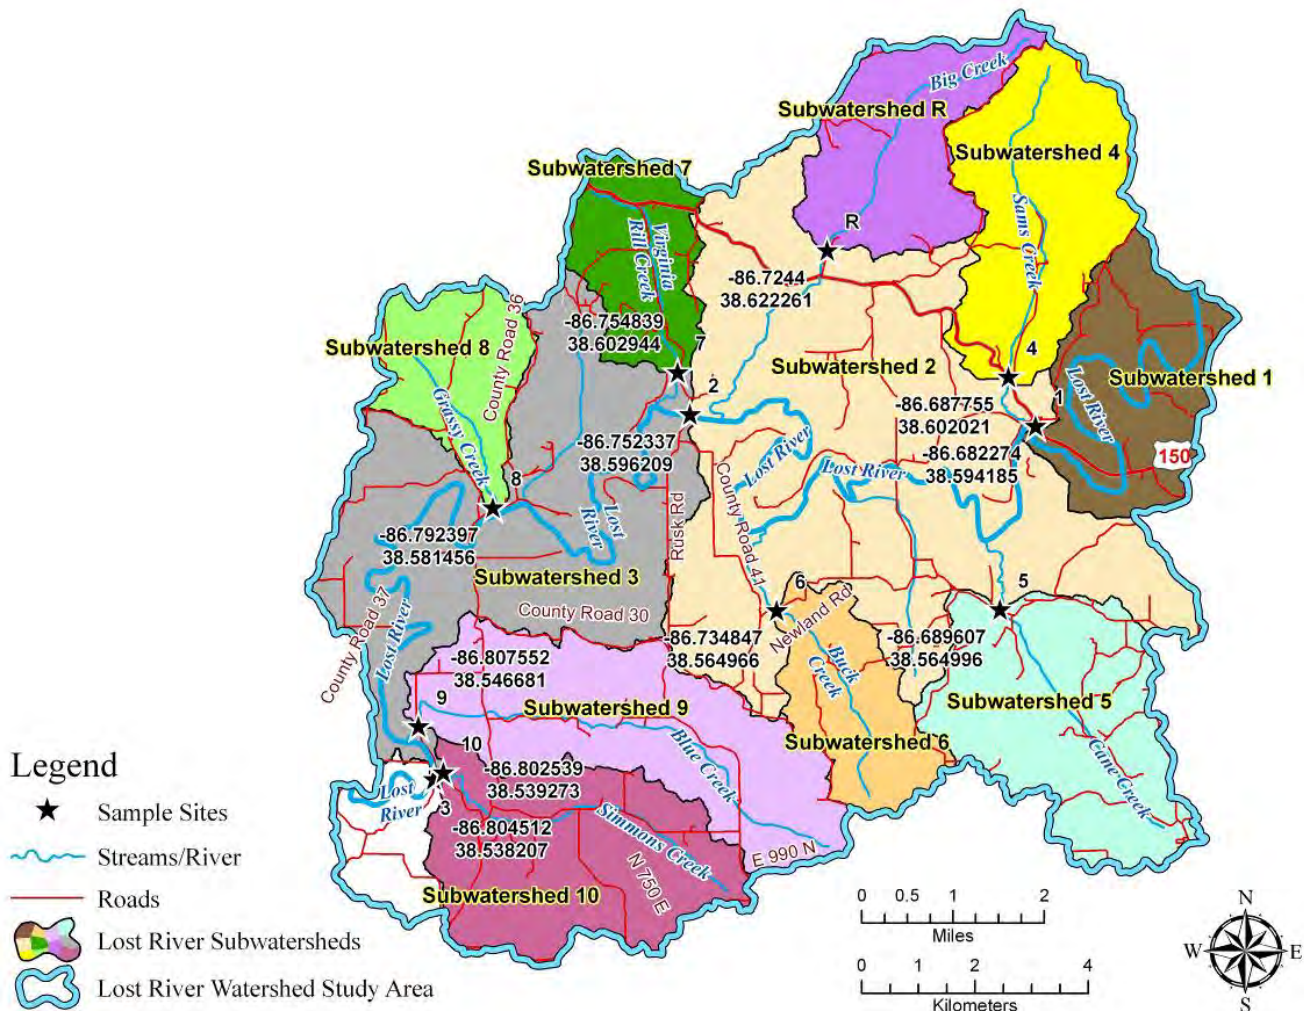 Big Creek
Subwatershed R
Subwatershed 4
Subwatershed 7
Sams Creek
Virginia
Rill Creek
R
-86.7244
38.622261
-86.754839
38.602944
7
County Road 36
Subwatershed 8
Grassy Creek
4
Subwatershed 2
Subwatershed 1
2
1
Lost River
-86.687755
38.602021
-86.752337
38.596209
Lost River
Lost River
-86.682274
38.594185
150
8
Lost
River
Rusk Rd
County Road 41
-86.792397
38.581456
Subwatershed 3
6
5
County Road 37
Lost River
County Road 30
Newland Rd
-86.734847
38.564966
-86.689607
38.564996
Buck
Creek
-86.807552
38.546681
9
Subwatershed 9
Subwatershed 5
Blue Creek
Subwatershed 6
Cane Creek
10
-86.802539
38.539273
Lost
River
3
-86.804512
38.538207
Simmons Creek
E 990 N
N 750 E
Subwatershed 10
Legend
Sample Sites
Streams/River
Roads
Lost River Subwatersheds
Lost River Watershed Study Area
0 0.5 1 2
Miles
0 1 2 4
Kilometers
N
W E
S